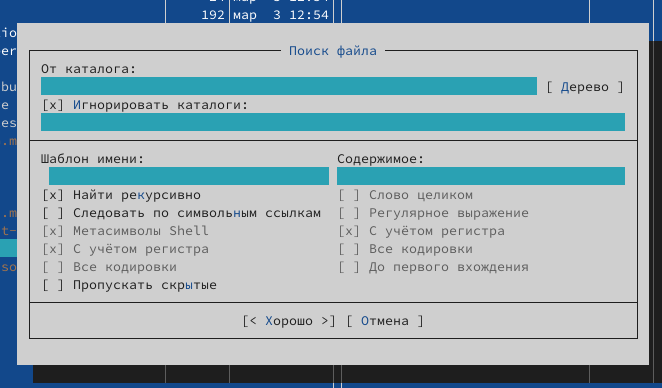 192 мар  3 12:54
Поиск файла
От каталога:
[ Дерево ]
[x] Игнорировать каталоги:
Шаблон имени: Содержимое:
[x] Найти рекурсивно [ ] Слово целиком
[ ] Следовать по символьным ссылкам [ ] Регулярное выражение
[x] Метасимволы Shell [x] С учётом регистра
[x] С учётом регистра [ ] Все кодировки
[ ] Все кодировки [ ] До первого вхождения
[ ] Пропускать скрытые
[< Хорошо >] [ Отмена ]